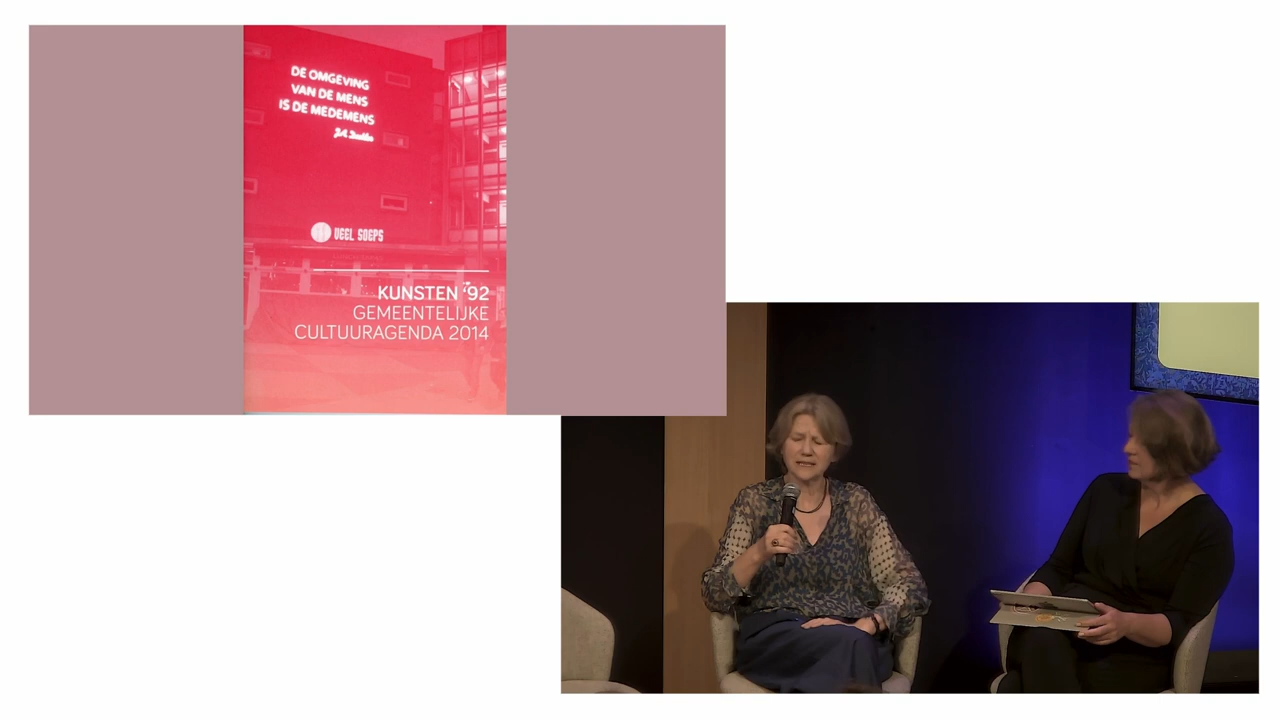 DE OMGEVING
VAN DE MENS
IS DE MEDEMENS
VEEL SOEPS
KUNSTEN ‘92
GEMEENTELIJKE
CULTUURAGENDA 2014